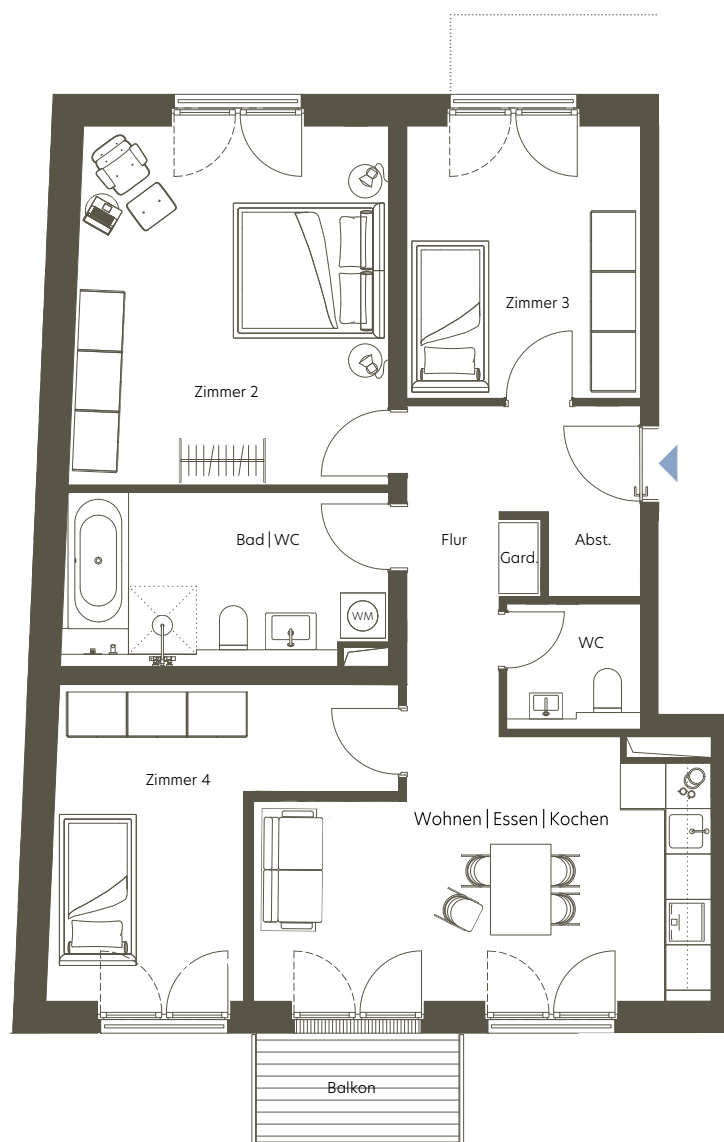 Zimmer 3
Zimmer 2
Bad|WC
Flur
Abst.
Gard.
WM
WC
Zimmer 4
Wohnen|Essen|Kochen
Balkon